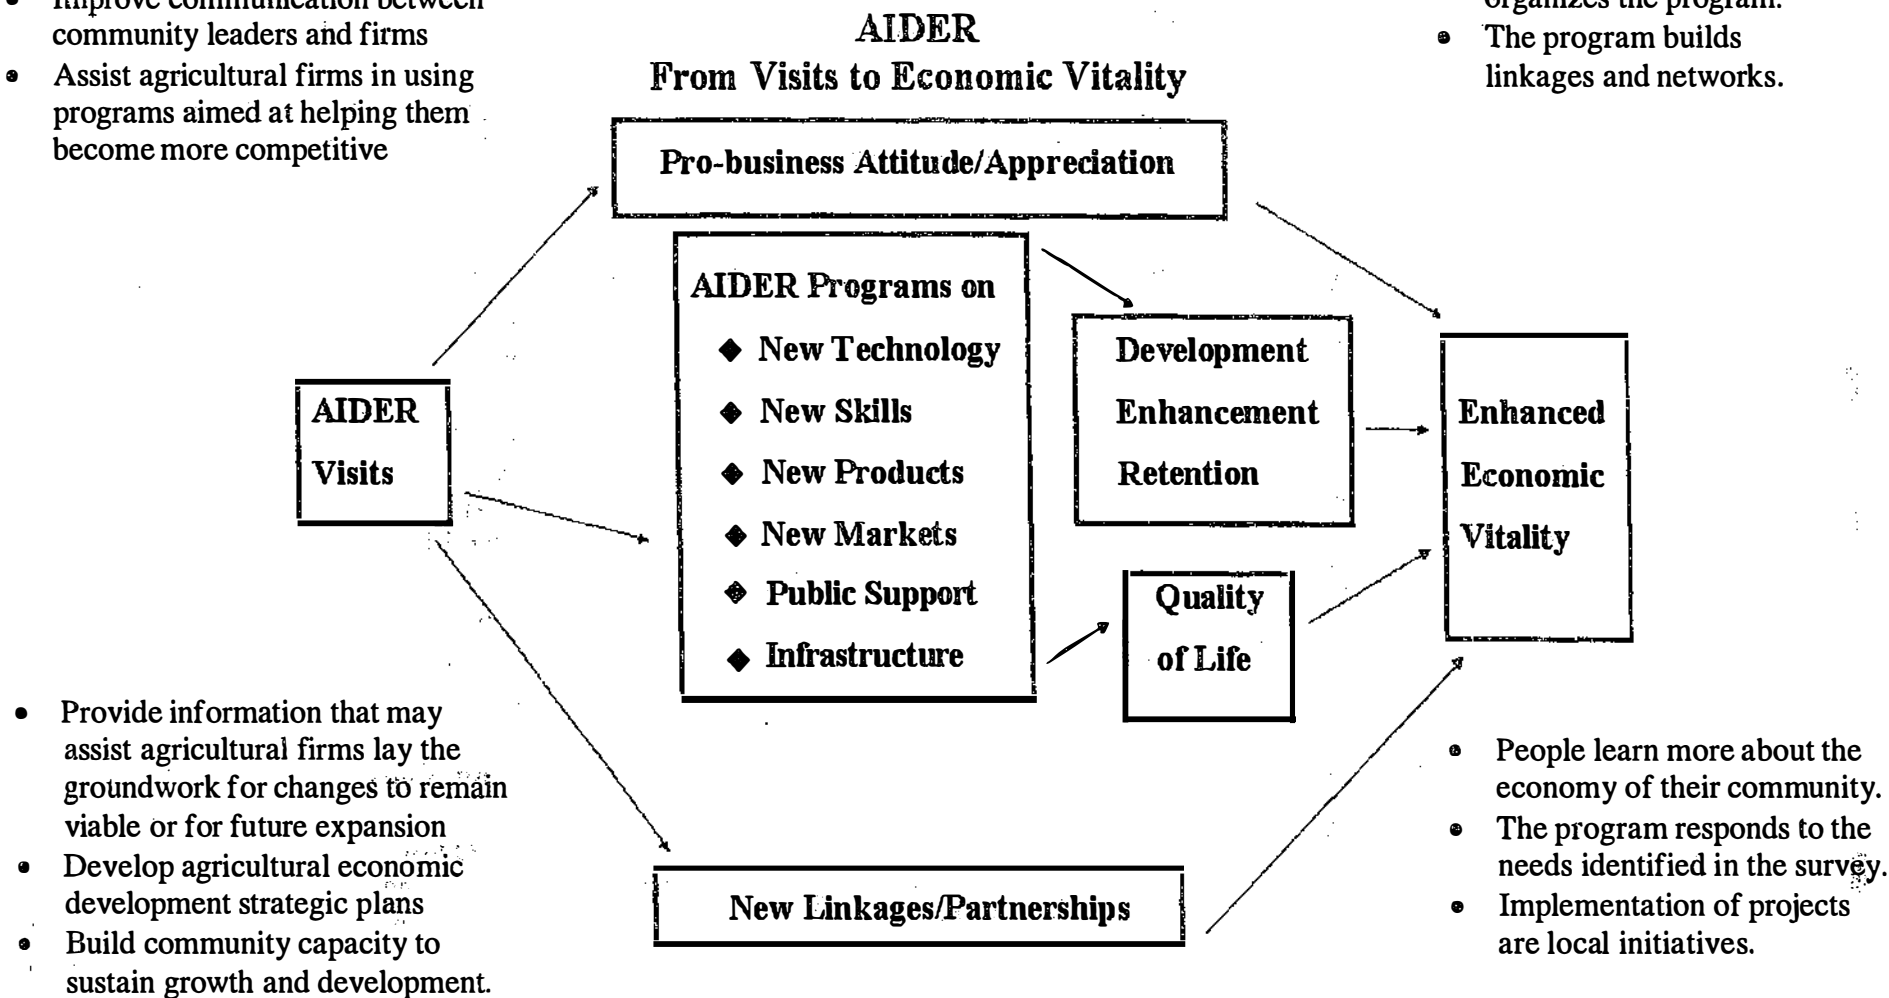 Improve communication between
community leaders and firms
• Assist agricultural firms in using
programs aimed at helping them
become more competitive
AIDER
From Visits to Economic Vitality
organizes the program.
• The program builds
linkages and networks.
Pro-business Attitude/Appreciation
AIDER Programs on
◆ New Technology
◆ New Skills
◆ New Products
◆ New Markets
◆ Public Support
◆ Infrastructure
AIDER
Visits
Development
Enhancement
Retention
Quality
of Life
Enhanced
Economic
Vitality
New Linkages/Partnerships
• Provide information that may
assist agricultural firms lay the
groundwork for changes to remain
viable or for future expansion
• Develop agricultural economic
development strategic plans
• Build community capacity to
sustain growth and development.
• People learn more about the
economy of their community.
• The program responds to the
needs identified in the survey.
• Implementation of projects
are local initiatives.